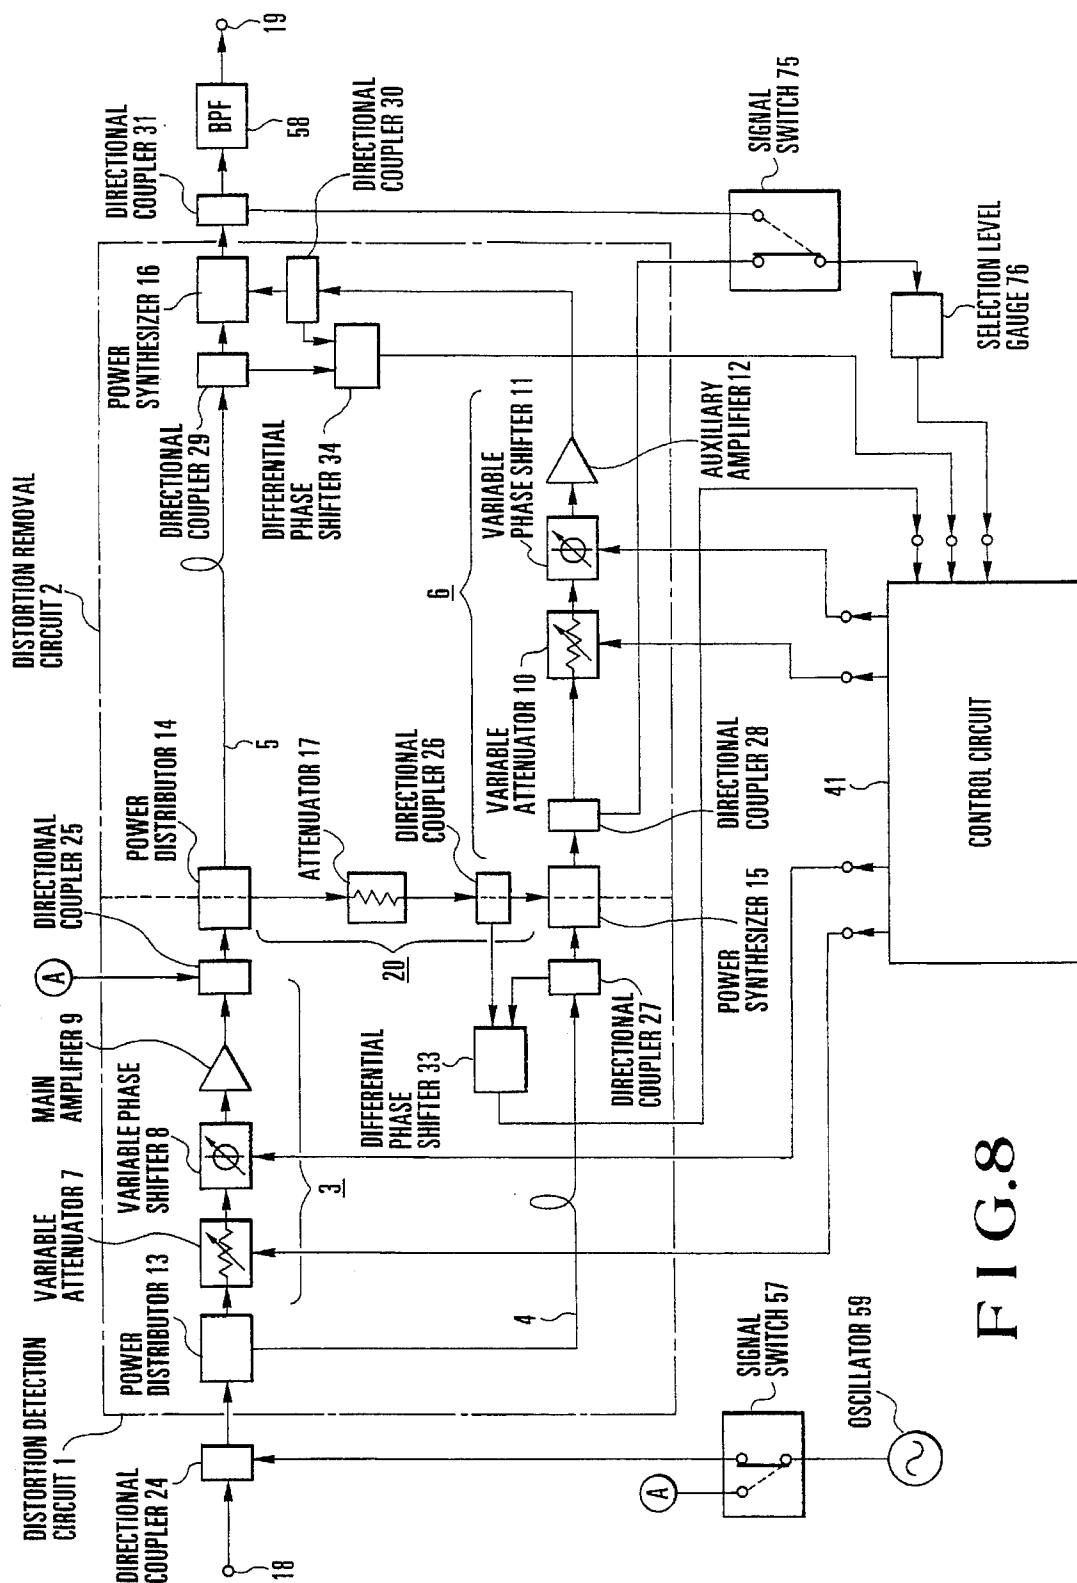 DISTORTION DETECTION
CIRCUIT 1
DISTORTION REMOVAL
CIRCUIT 2
VARIABLE
ATTENUATOR 7
MAIN
AMPLIFIER 9
DIRECTIONAL
COUPLER 25
POWER
DISTRIBUTOR 13
VARIABLE PHASE
SHIFTER 8
A
POWER
DISTRIBUTOR 14
DIRECTIONAL
COUPLER 29
POWER
SYNTHESIZER 16
DIRECTIONAL
COUPLER 31
DIRECTIONAL
COUPLER 24
18
3
5
BPF
58
19
20
ATTENUATOR 17
DIFFERENTIAL
PHASE
SHIFTER 34
DIRECTIONAL
COUPLER 30
DIFFERENTIAL
PHASE
SHIFTER 33
DIRECTIONAL
COUPLER 26
6
VARIABLE
ATTENUATOR 10
VARIABLE
PHASE SHIFTER 11
4
DIRECTIONAL
COUPLER 27
POWER
SYNTHESIZER 15
DIRECTIONAL
COUPLER 28
AUXILIARY
AMPLIFIER 12
A
SIGNAL
SWITCH 57
SIGNAL
SWITCH 75
OSCILLATOR 59
41
CONTROL CIRCUIT
SELECTION LEVEL
GAUGE 76
FIG.8